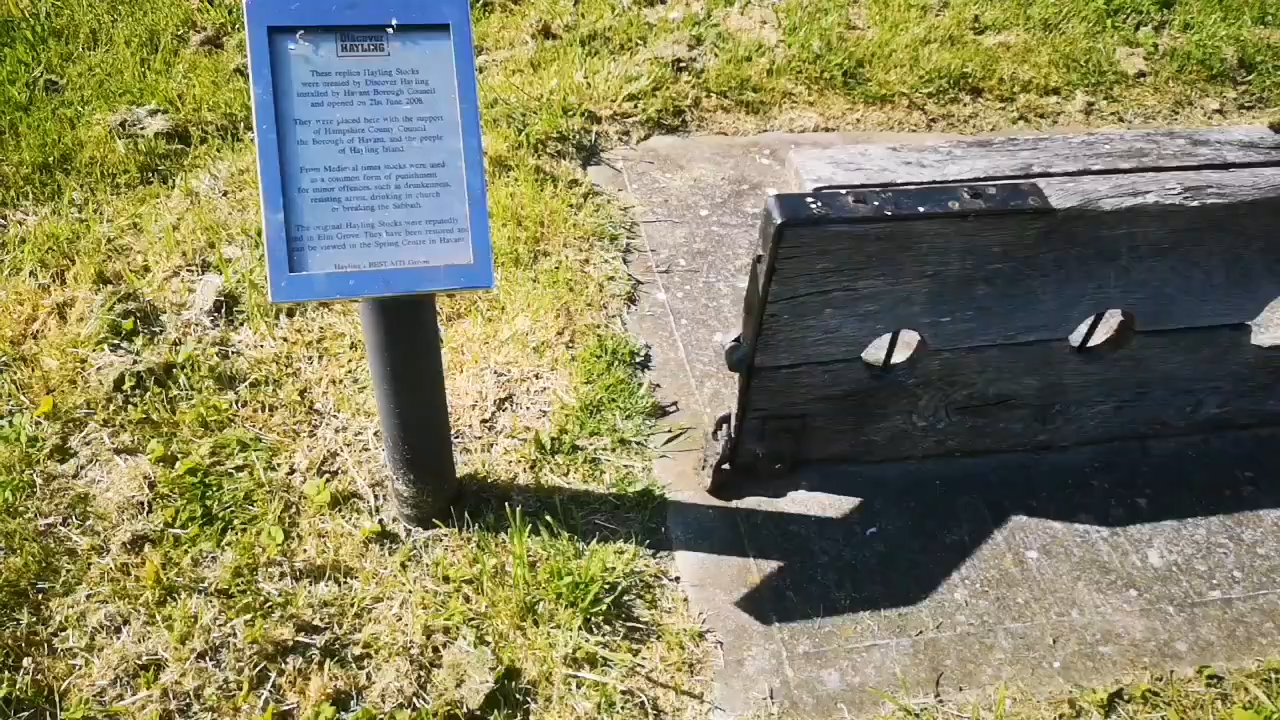 Discover
HAYLING
These replica Hayling Stocks
were created by Discover Hayling
installed by Havant Borough Council
and opened on 21st June 2008.
They were placed here with the support
of Hampshire County Council
the Borough of Havant, and the people
of Hayling Island.
From Medieval times stocks were used
as a common form of punishment
for minor offences, such as drunkenness,
resisting arrest, drinking in church
or breaking the Sabbath.
The original Hayling Stocks were reputedly
in Elm Grove. They have been restored and
can be viewed in the Spring Centre in Havant
Hayling